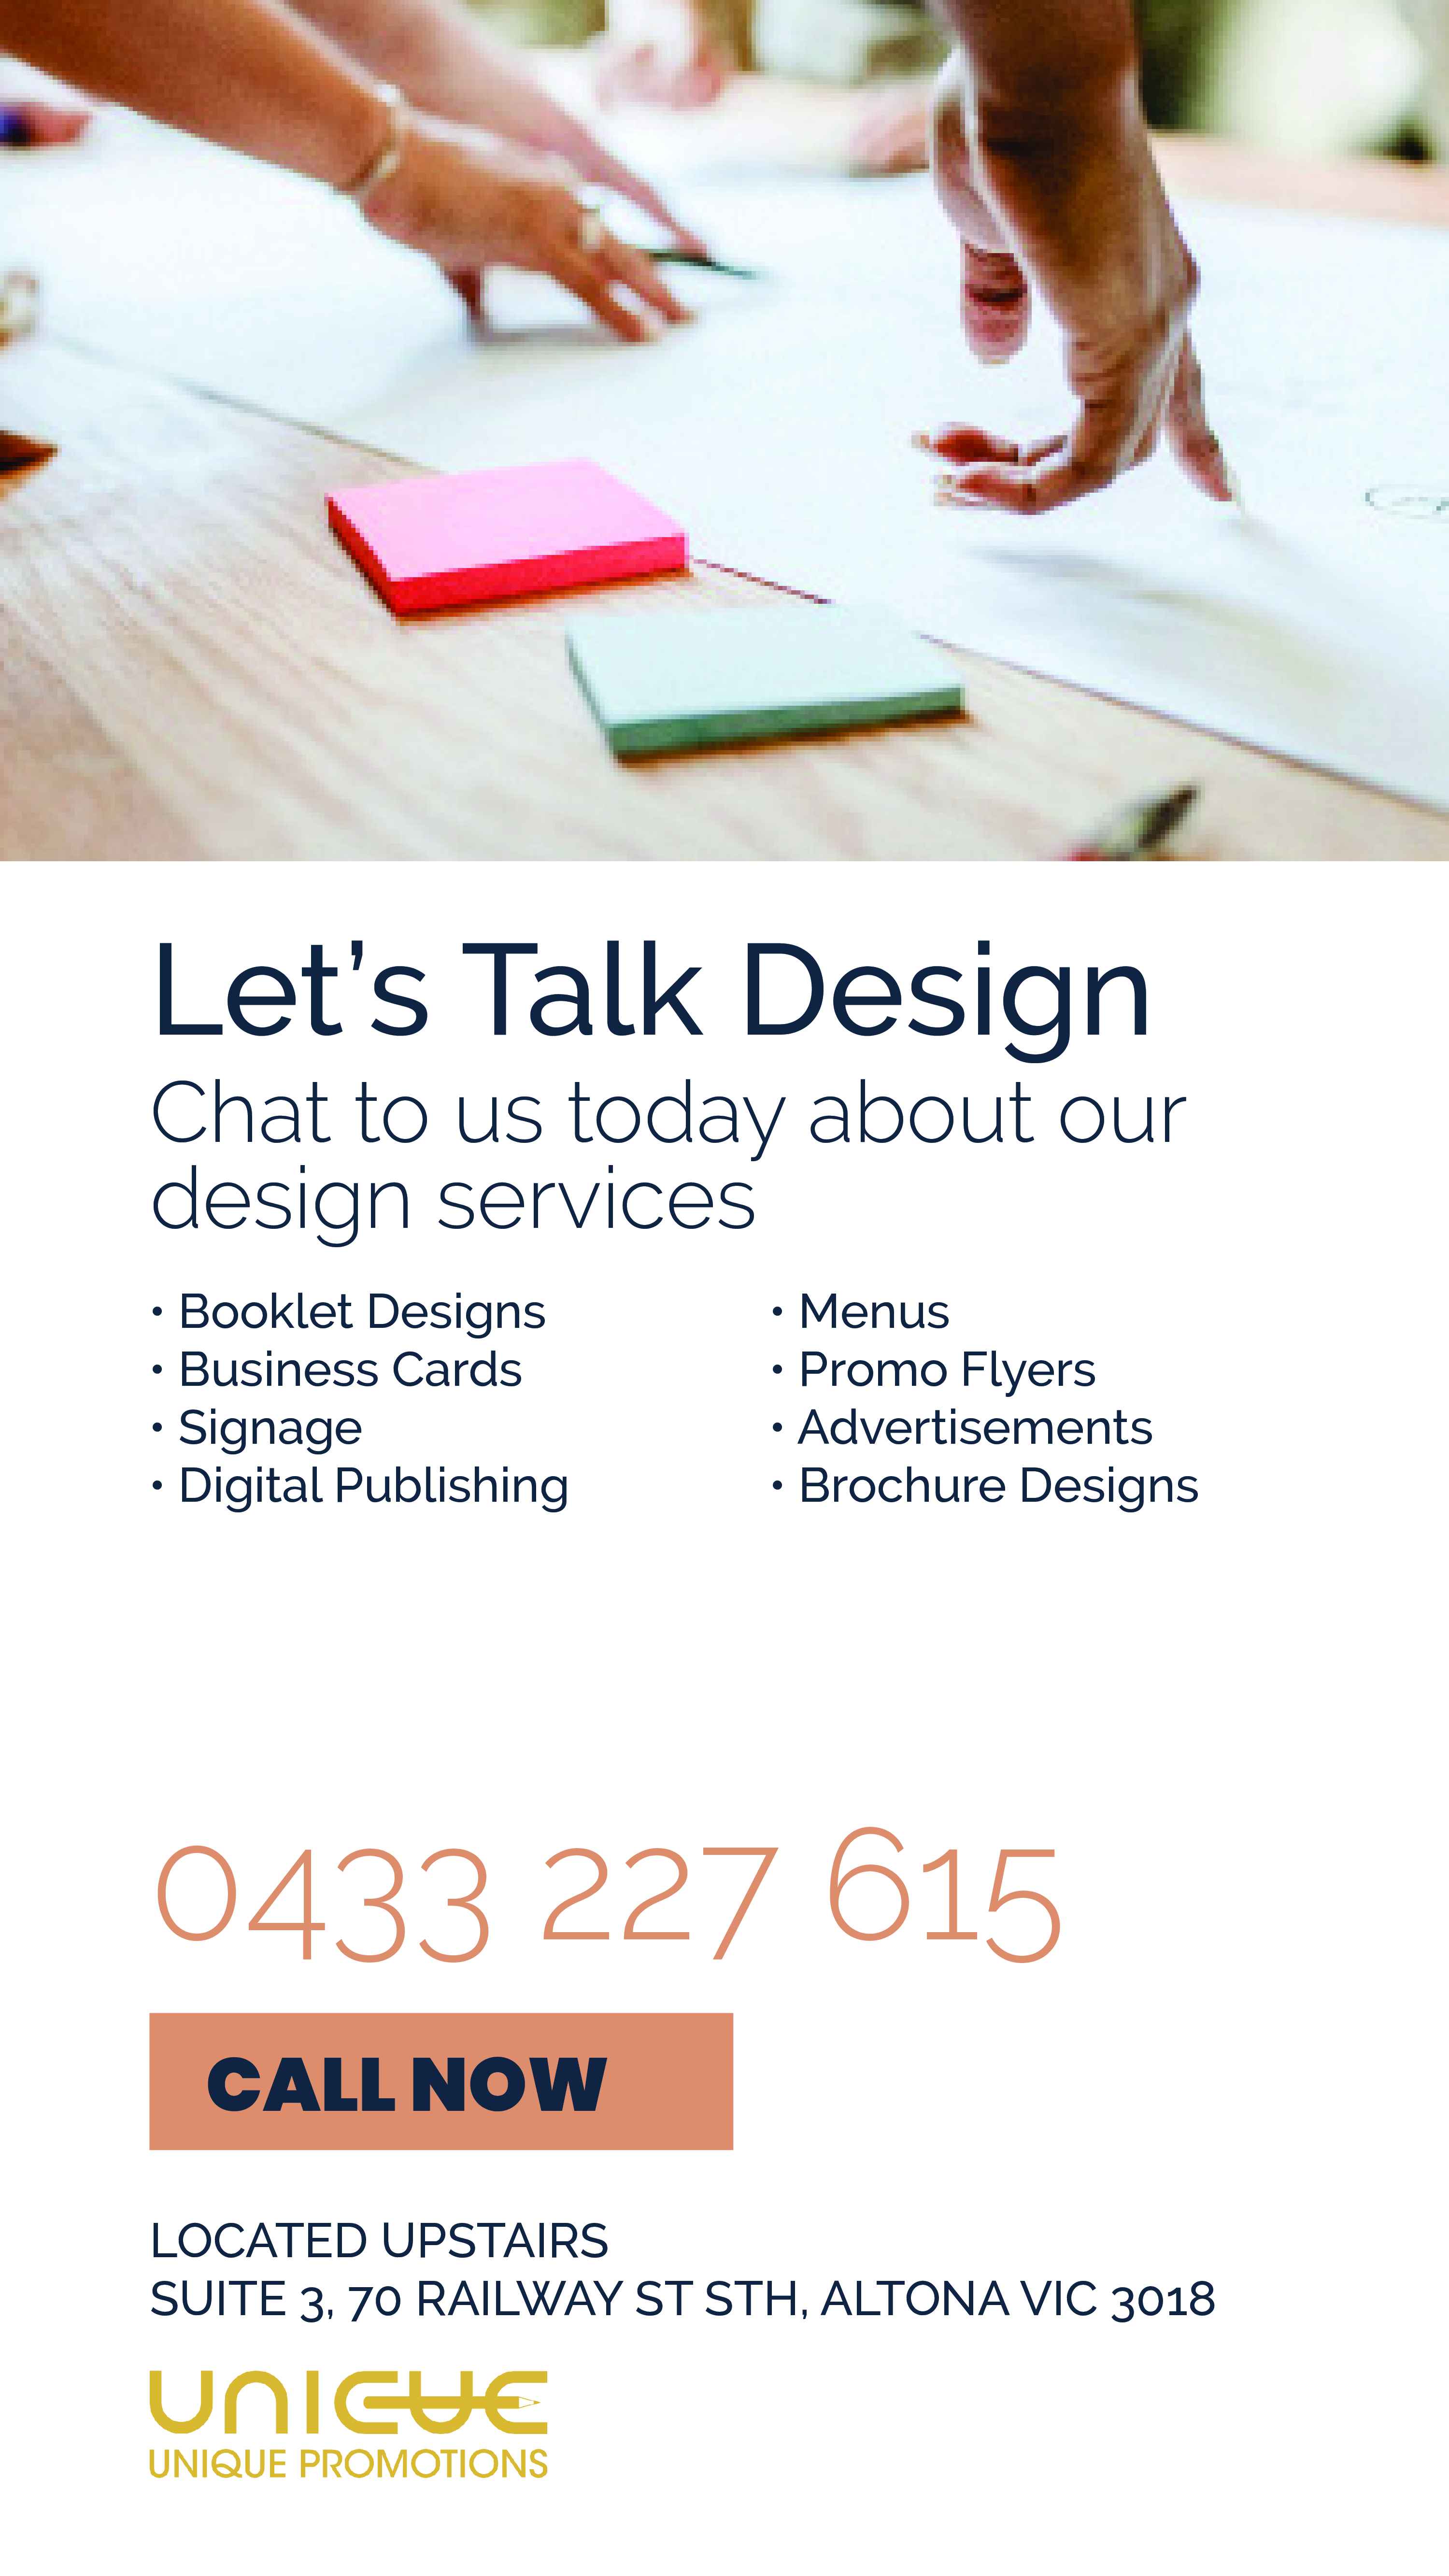 Let's Talk Design
Chat to us today about our
design services
• Booklet Designs
• Business Cards
• Signage
• Digital Publishing
• Menus
• Promo Flyers
• Advertisements
• Brochure Designs
0433 227 615
CALL NOW
LOCATED UPSTAIRS
SUITE 3, 70 RAILWAY ST STH, ALTONA VIC 3018
UNIQUE
UNIQUE PROMOTIONS